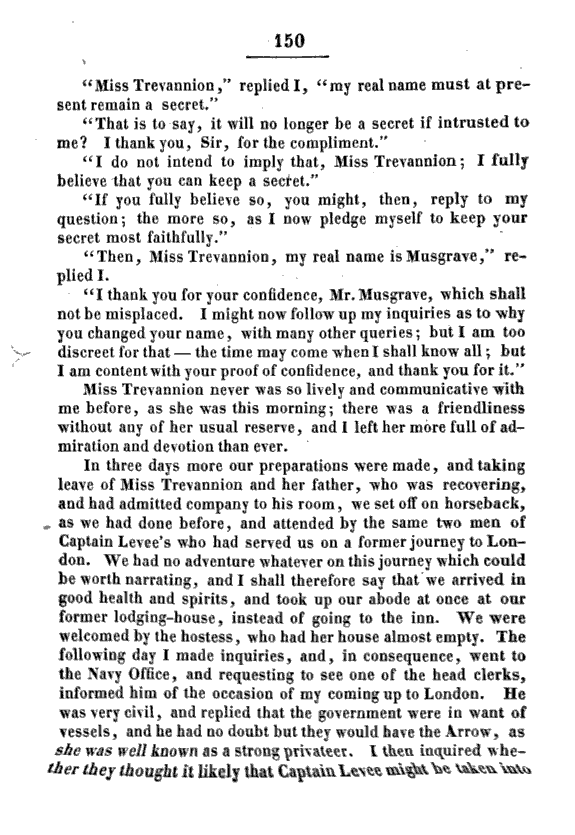 150
“Miss Trevannion,” replied I, “my real name must at pre-
sent remain a secret.”
“That is to say, it will no longer be a secret if intrusted to
me? I thank you, Sir, for the compliment.”
“I do not intend to imply that, Miss Trevannion; I fully
believe that you can keep a secret.”
“If you fully believe so, you might, then, reply to my
question; the more so, as I now pledge myself to keep your
secret most faithfully.”
“Then, Miss Trevannion, my real name is Musgrave,” re-
plied I.
“I thank you for your confidence, Mr. Musgrave, which shall
not be misplaced. I might now follow up my inquiries as to why
you changed your name, with many other queries; but I am too
discreet for that — the time may come when I shall know all; but
I am content with your proof of confidence, and thank you for it.”
Miss Trevannion never was so lively and communicative with
me before, as she was this morning; there was a friendliness
without any of her usual reserve, and I left her more full of ad-
miration and devotion than ever.
In three days more our preparations were made, and taking
leave of Miss Trevannion and her father, who was recovering,
and had admitted company to his room, we set off on horseback,
as we had done before, and attended by the same two men of
Captain Levee's who had served us on a former journey to Lon-
don. We had no adventure whatever on this journey which could
be worth narrating, and I shall therefore say that we arrived in
good health and spirits, and took up our abode at once at our
former lodging-house, instead of going to the inn. We were
welcomed by the hostess, who had her house almost empty. The
following day I made inquiries, and, in consequence, went to
the Navy Office, and requesting to see one of the head clerks,
informed him of the occasion of my coming up to London. He
was very civil, and replied that the government were in want of
vessels, and he had no doubt but they would have the Arrow, as
she was well known as a strong privateer. I then inquired whe-
ther they thought it likely that Captain Levee might be taken into